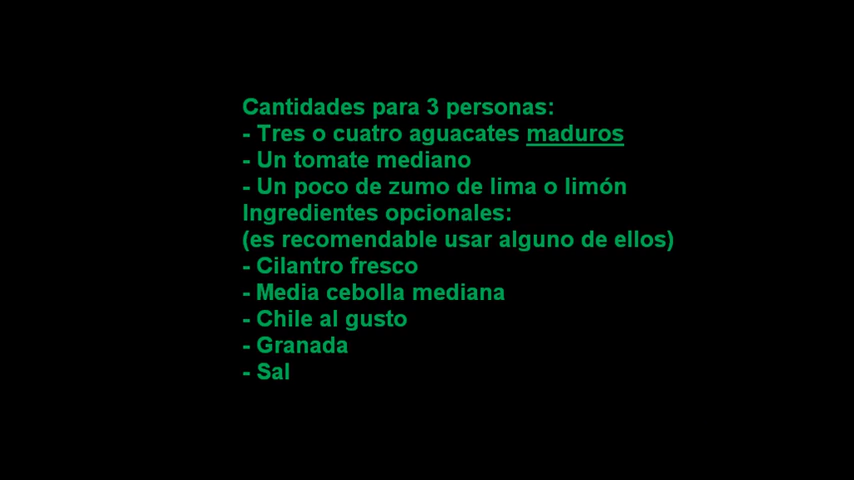 Cantidades para 3 personas:
- Tres o cuatro aguacates maduros
- Un tomate mediano
- Un poco de zumo de lima o limón
Ingredientes opcionales:
(es recomendable usar alguno de ellos)
- Cilantro fresco
- Media cebolla mediana
- Chile al gusto
- Granada
- Sal